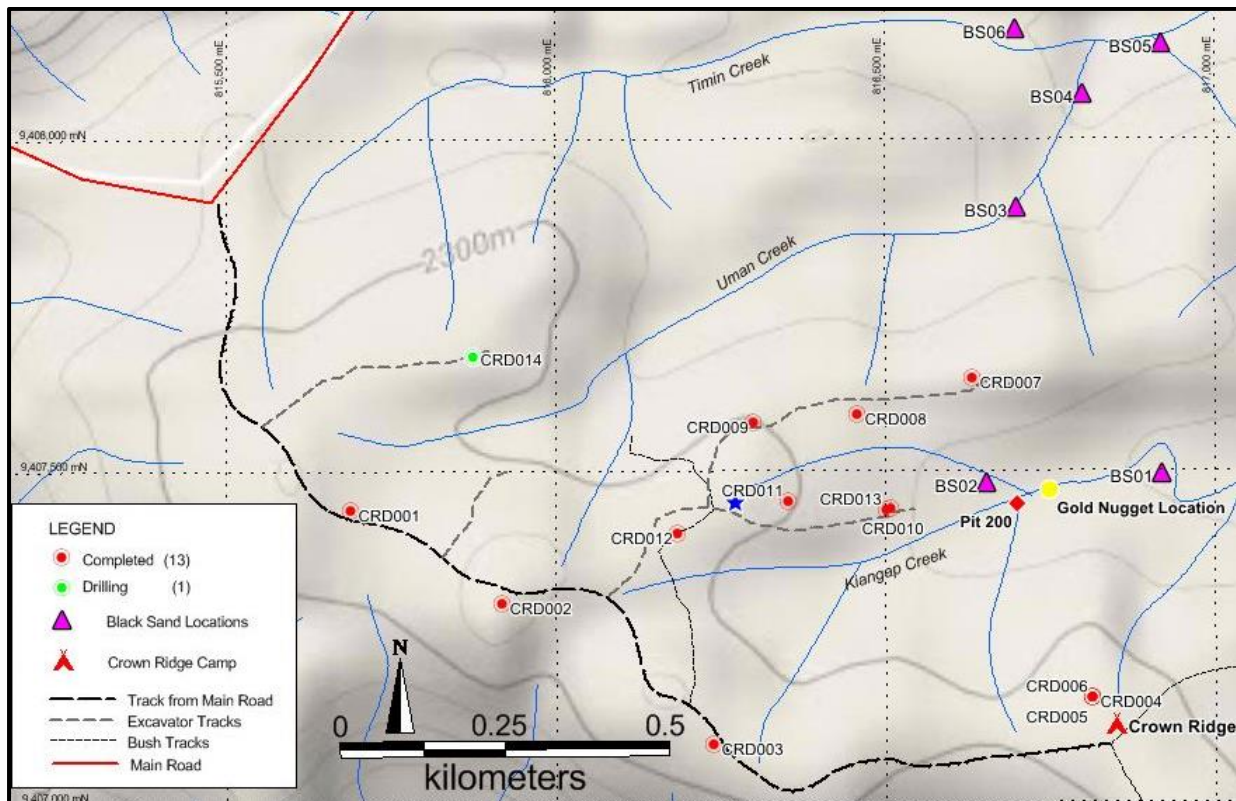 BS06
BS05
815,500 mE
816,000 mE
816,500 mE
817,000 mE
Timin Creek
BS04
9,408,000 mN
BS03
2300m
Uman Creek
CRD014
CRD007
CRD008
CRD009
9,407,500 mN
CRD011
CRD013
BS02
BS01
CRD001
CRD010
Pit 200
Gold Nugget Location
CRD012
Kiangep Creek
CRD002
LEGEND
Completed (13)
Drilling (1)
Black Sand Locations
Crown Ridge Camp
Track from Main Road
Excavator Tracks
Bush Tracks
Main Road
N
0 0.25 0.5
kilometers
CRD006
CRD004
CRD005
Crown Ridge
CRD003
9,407,000 mN